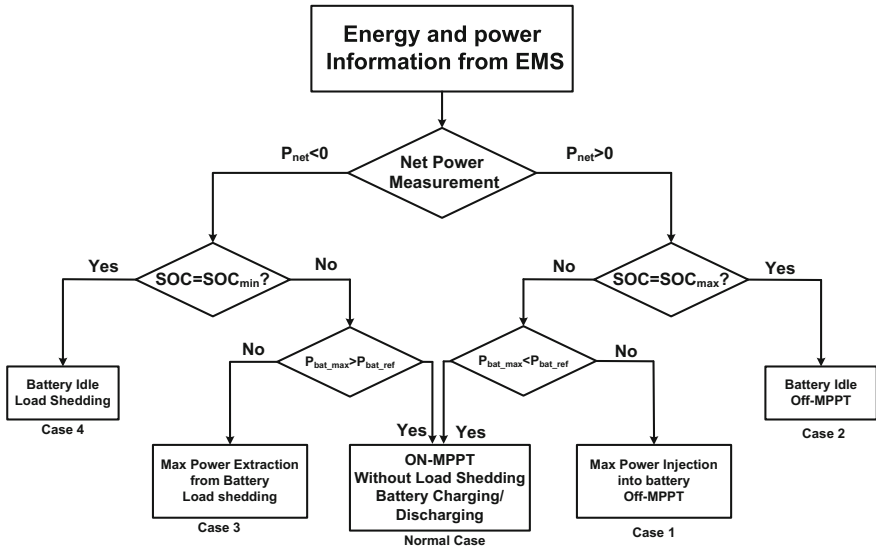 Energy and power
Information from EMS
P_net<0
Net Power
Measurement
P_net>0
Yes
SOC=SOC_min?
No
No
SOC=SOC_max?
Yes
No
P_bat_max>P_bat_ref
P_bat_max<P_bat_ref
No
Battery Idle
Load Shedding
Case 4
Battery Idle
Off-MPPT
Case 2
Yes
Yes
Max Power Extraction
from Battery
Load shedding
Case 3
ON-MPPT
Without Load Shedding
Battery Charging/
Discharging
Normal Case
Max Power Injection
into battery
Off-MPPT
Case 1